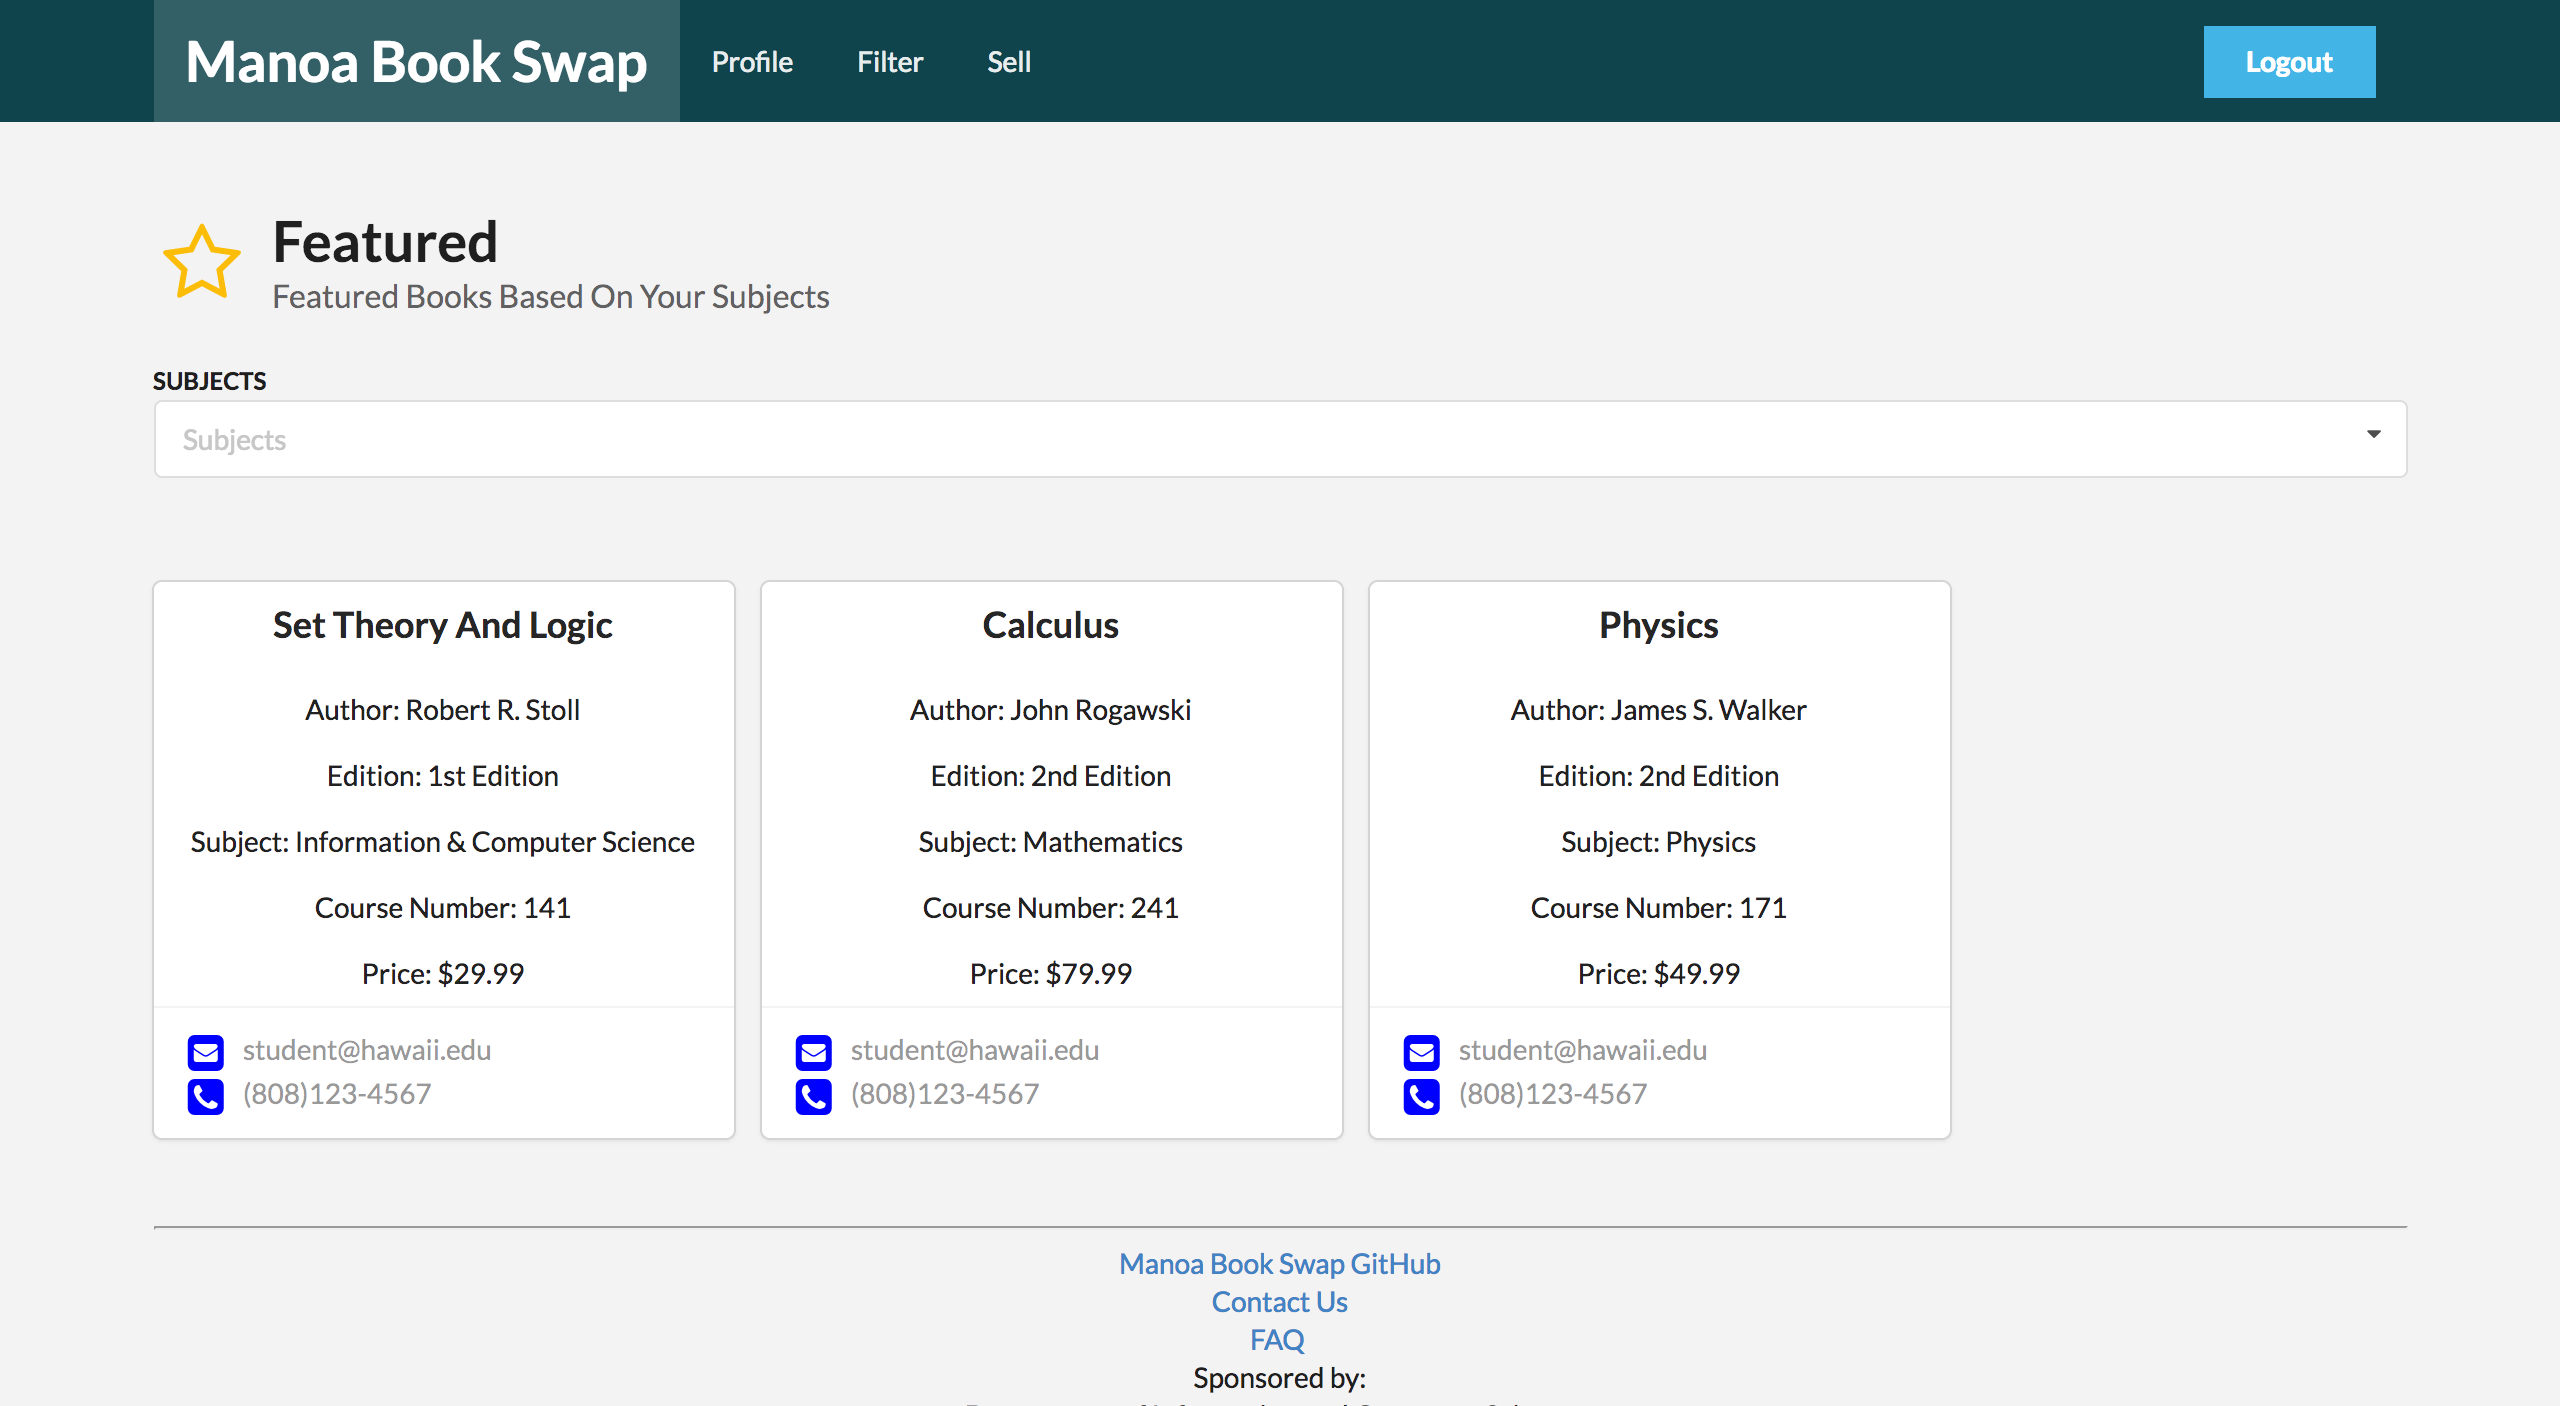 Manoa Book Swap Profile Filter Sell Logout
Featured
Featured Books Based On Your Subjects
SUBJECTS
Subjects
Set Theory And Logic
Author: Robert R. Stoll
Edition: 1st Edition
Subject: Information & Computer Science
Course Number: 141
Price: $29.99
student@hawaii.edu
(808)123-4567
Calculus
Author: John Rogawski
Edition: 2nd Edition
Subject: Mathematics
Course Number: 241
Price: $79.99
student@hawaii.edu
(808)123-4567
Physics
Author: James S. Walker
Edition: 2nd Edition
Subject: Physics
Course Number: 171
Price: $49.99
student@hawaii.edu
(808)123-4567
Manoa Book Swap GitHub
Contact Us
FAQ
Sponsored by: